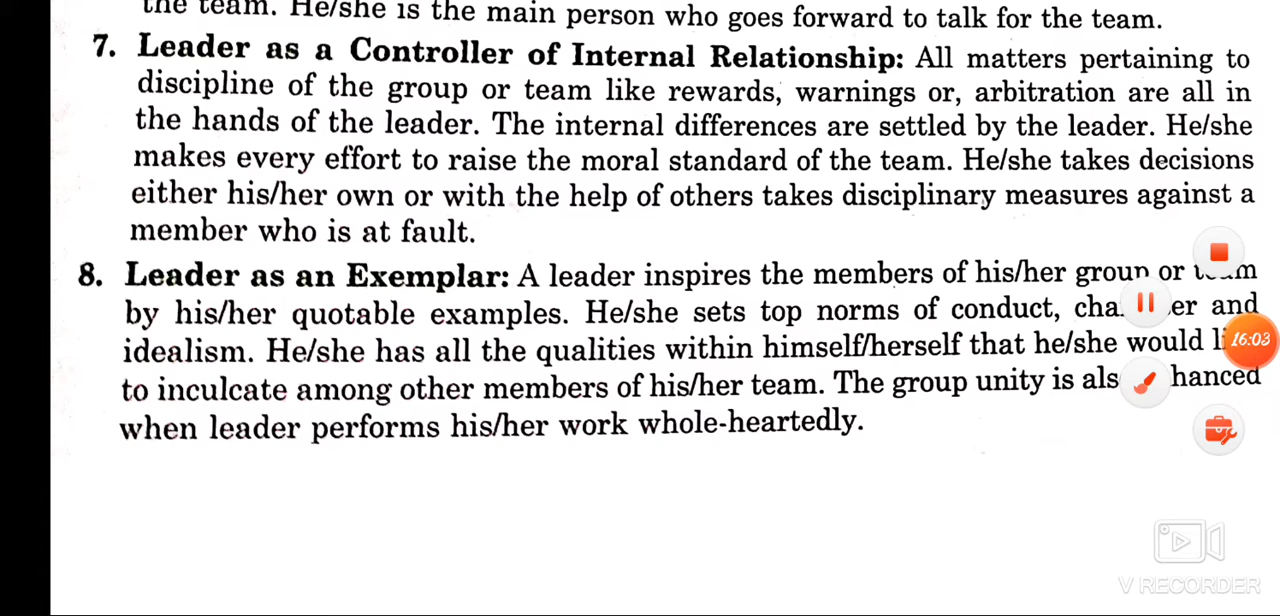 the team. He/she is the main person who goes forward to talk for the team.
7. Leader as a Controller of Internal Relationship: All matters pertaining to
discipline of the group or team like rewards, warnings or, arbitration are all in
the hands of the leader. The internal differences are settled by the leader. He/she
makes every effort to raise the moral standard of the team. He/she takes decisions
either his/her own or with the help of others takes disciplinary measures against a
member who is at fault.
8. Leader as an Exemplar: A leader inspires the members of his/her group or team
by his/her quotable examples. He/she sets top norms of conduct, and
idealism. He/she has all the qualities within himself/herself that he/she would
16:03
to inculcate among other members of his/her team. The group unity is
when leader performs his/her work whole-heartedly.
V RECORDER